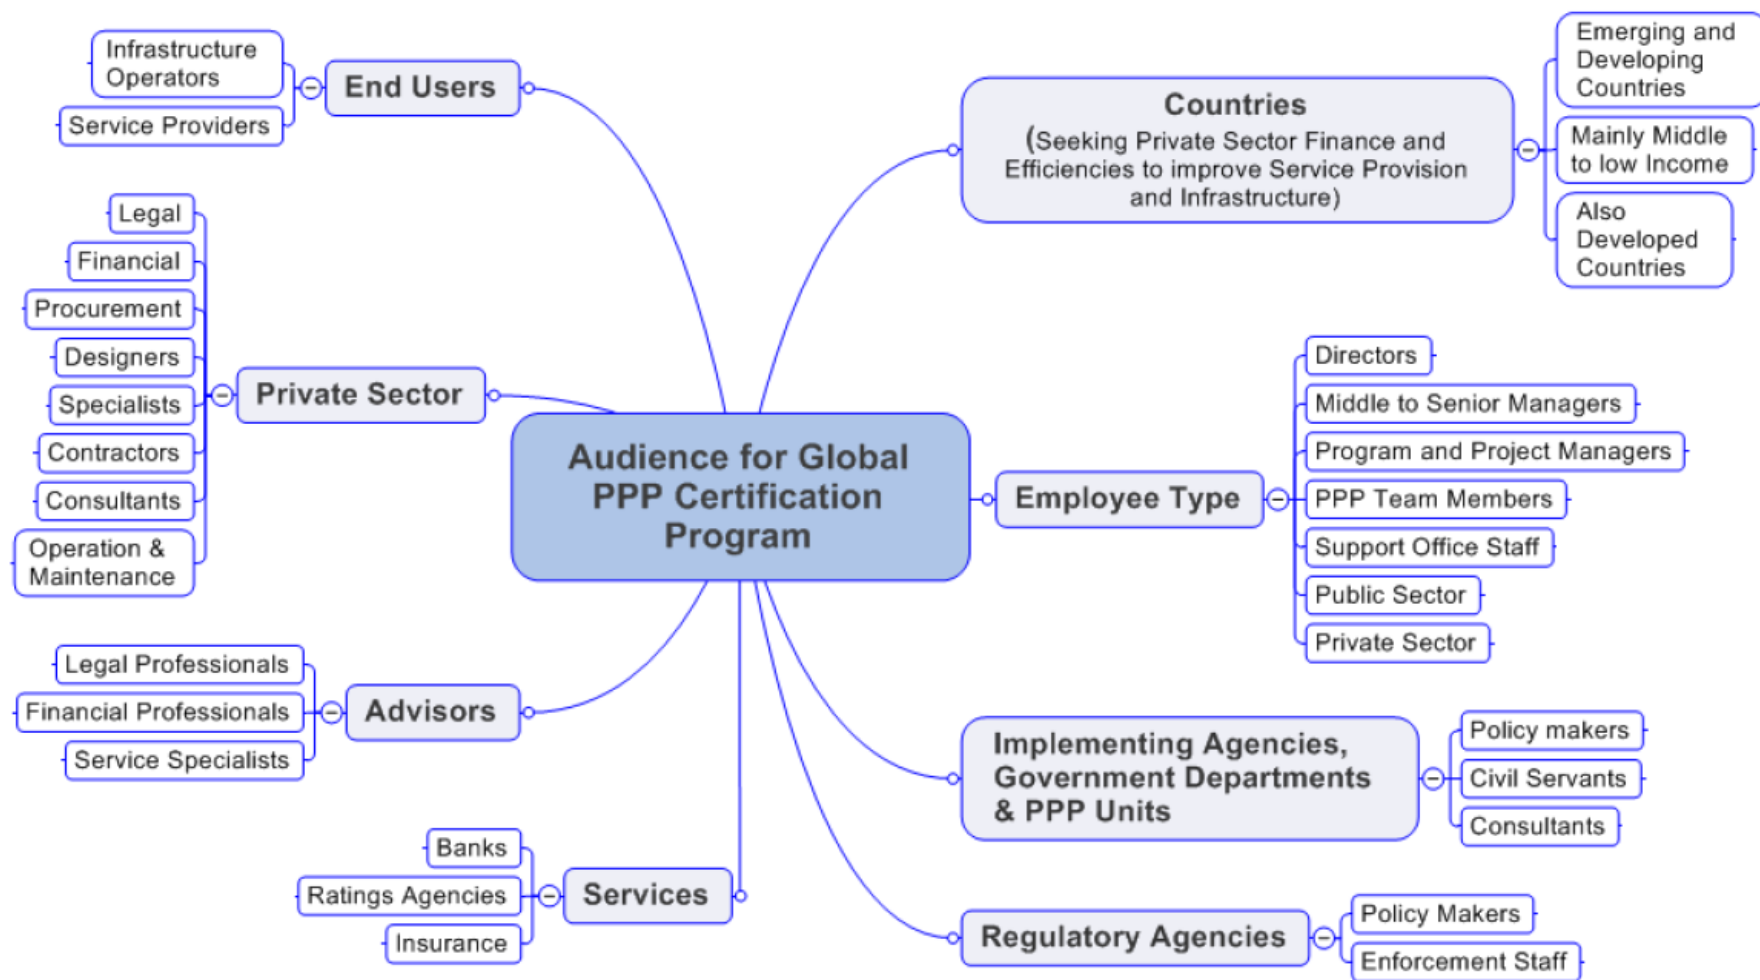 Audience for Global
PPP Certification
Program
End Users
Infrastructure
Operators
Service Providers
Private Sector
Legal
Financial
Procurement
Designers
Specialists
Contractors
Consultants
Operation &
Maintenance
Advisors
Legal Professionals
Financial Professionals
Service Specialists
Services
Banks
Ratings Agencies
Insurance
Countries
(Seeking Private Sector Finance and
Efficiencies to improve Service Provision
and Infrastructure)
Emerging and
Developing
Countries
Mainly Middle
to low Income
Also
Developed
Countries
Employee Type
Directors
Middle to Senior Managers
Program and Project Managers
PPP Team Members
Support Office Staff
Public Sector
Private Sector
Implementing Agencies,
Government Departments
& PPP Units
Policy makers
Civil Servants
Consultants
Regulatory Agencies
Policy Makers
Enforcement Staff